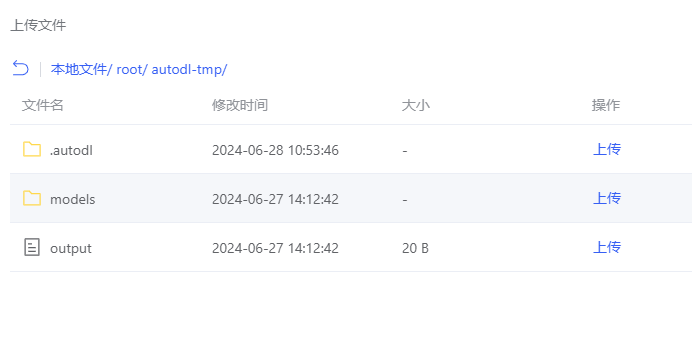 上传文件
本地文件/ root/ autodl-tmp/
文件名 修改时间 大小 操作
.autodl 2024-06-28 10:53:46 - 上传
models 2024-06-27 14:12:42 - 上传
output 2024-06-27 14:12:42 20 B 上传